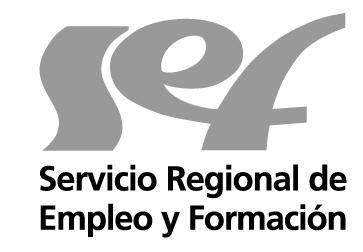 sef
Servicio Regional de
Empleo y Formación